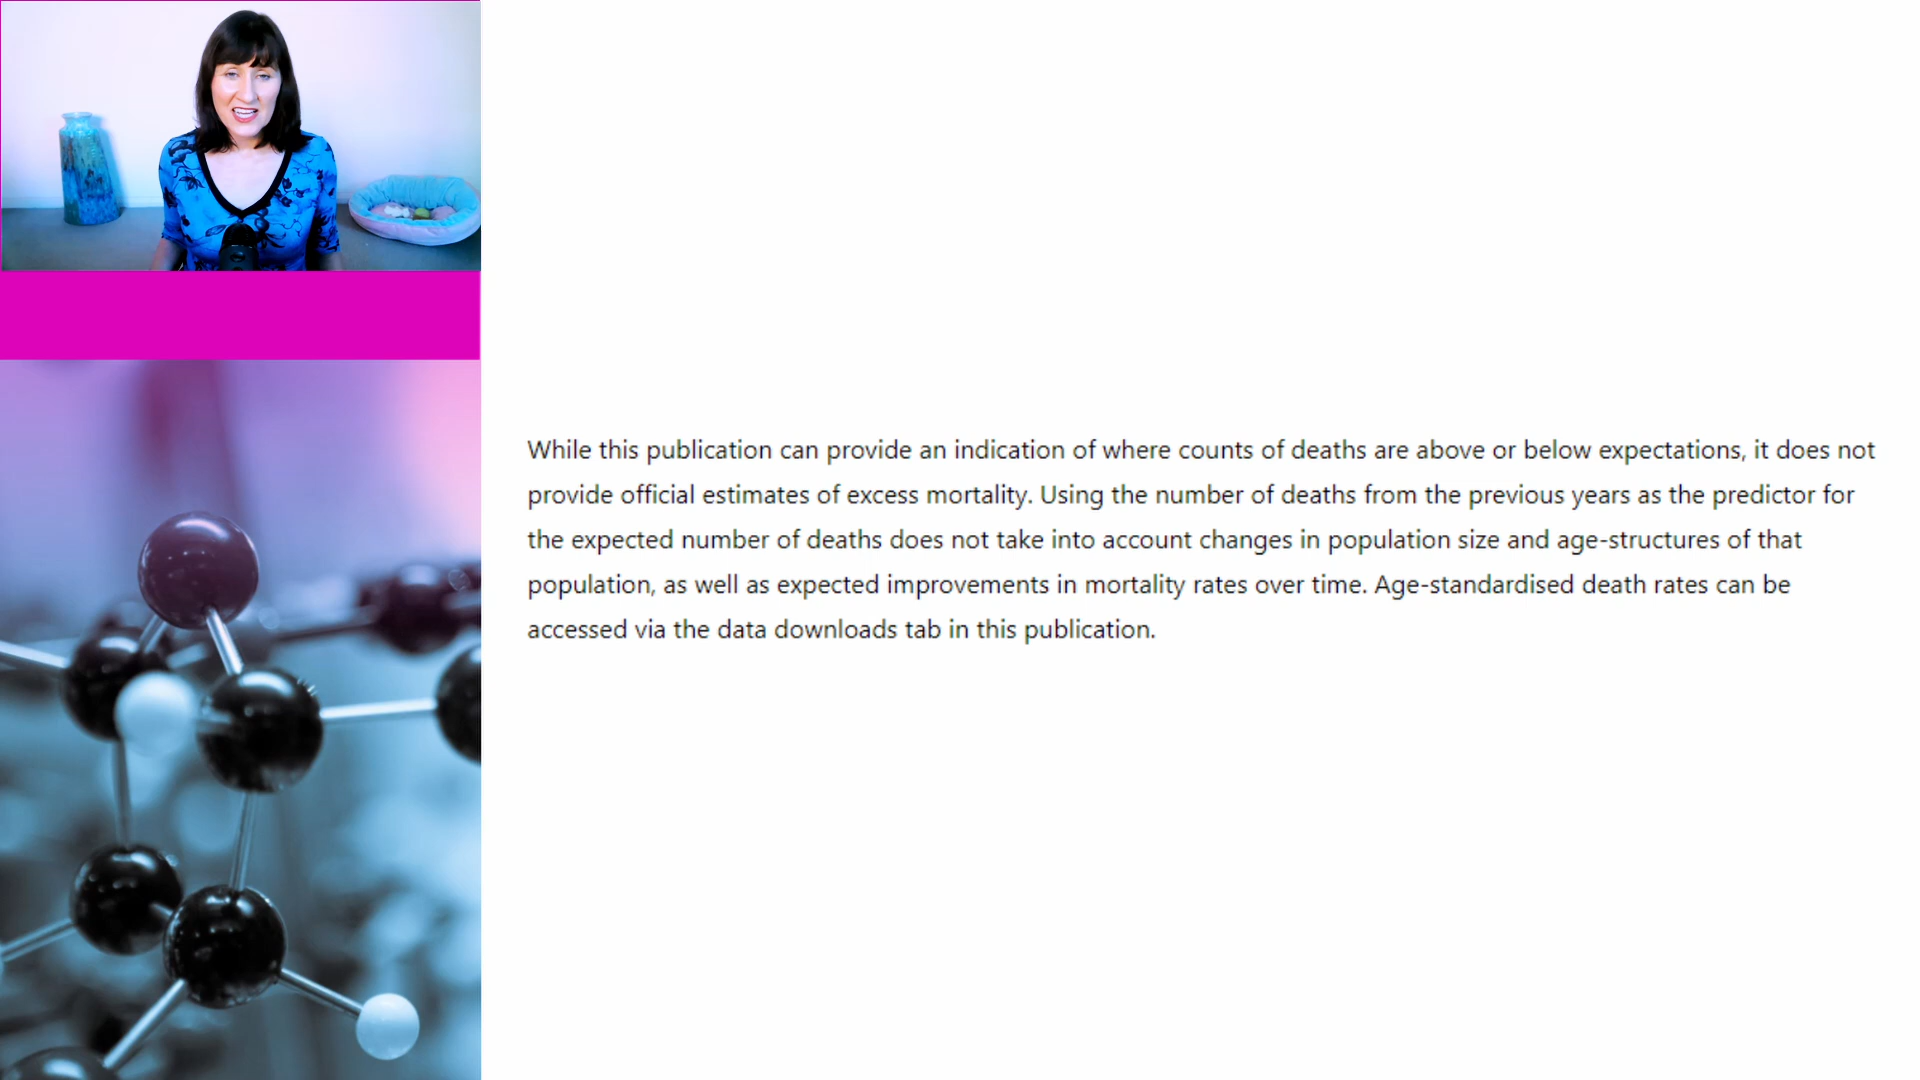 While this publication can provide an indication of where counts of deaths are above or below expectations, it does not
provide official estimates of excess mortality. Using the number of deaths from the previous years as the predictor for
the expected number of deaths does not take into account changes in population size and age-structures of that
population, as well as expected improvements in mortality rates over time. Age-standardised death rates can be
accessed via the data downloads tab in this publication.